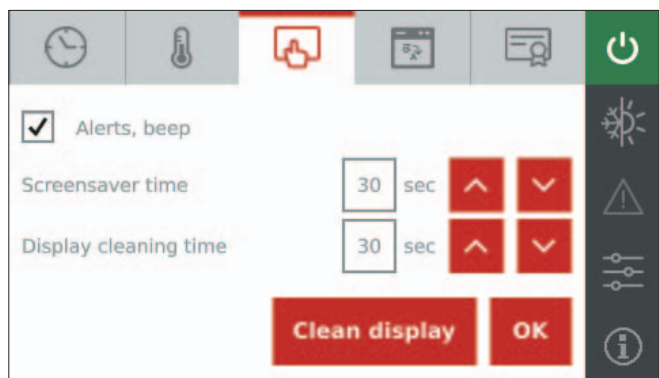 Alerts, beep
Screensaver time 30 sec
Display cleaning time 30 sec
Clean display OK